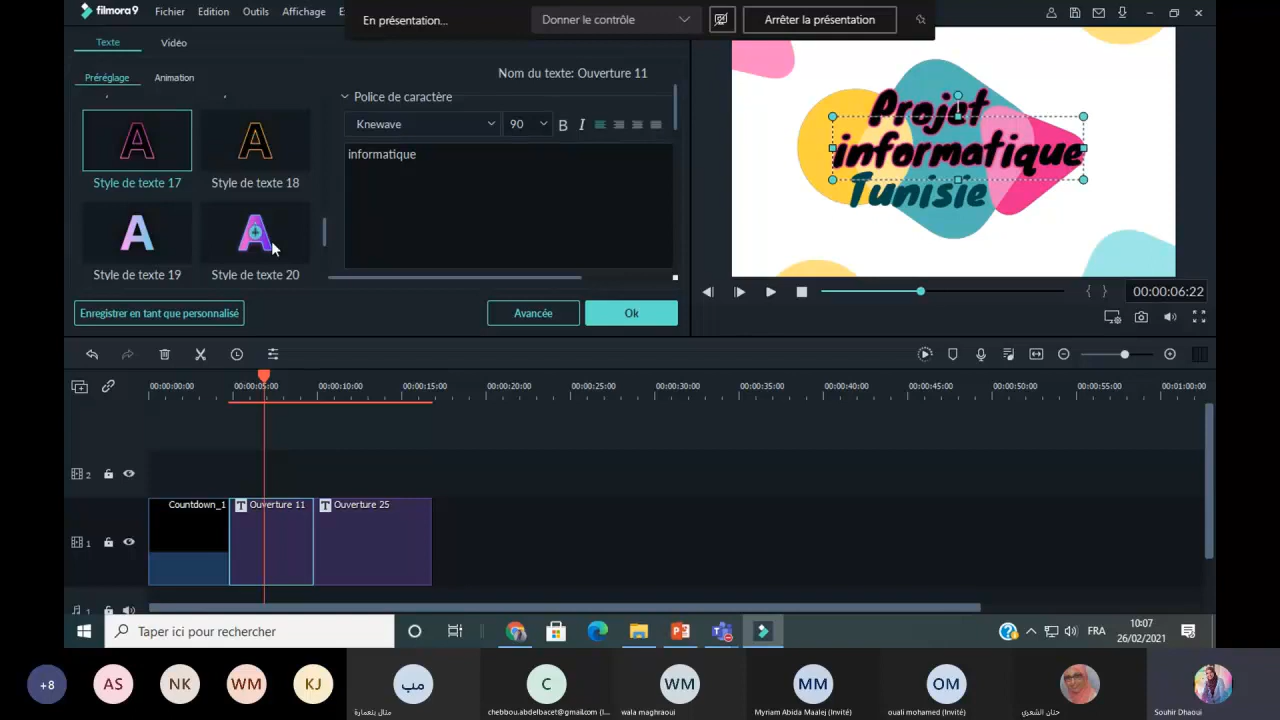 filmora9
Fichier
Edition
Outils
Affichage
En présentation...
Donner le contrôle
Arrêter la présentation
Texte
Vidéo
Préréglage
Animation
Nom du texte: Ouverture 11
Police de caractère
Knewave
90
B
I
informatique
Style de texte 17
Style de texte 18
Style de texte 19
Style de texte 20
Enregistrer en tant que personnalisé
Avancée
Ok
Projet
informatique
Tunisie
00:00:06:22
00:00:00:00
00:00:05:00
00:00:10:00
00:00:15:00
00:00:20:00
00:00:25:00
00:00:30:00
00:00:35:00
00:00:40:00
00:00:45:00
00:00:50:00
00:00:55:00
00:01:00:00
2
Countdown_1
T Ouverture 11
T Ouverture 25
1
1
Taper ici pour rechercher
FRA
10:07
26/02/2021
+8
AS
NK
WM
KJ
مب
منال بنعمارة
C
chebbou.abdelbacet@gmail.com (I...
WM
wala maghraoui
MM
Myriam Abida Maalej (Invité)
OM
ouali mohamed (Invité)
حنان الشعري
Souhir Dhaoui